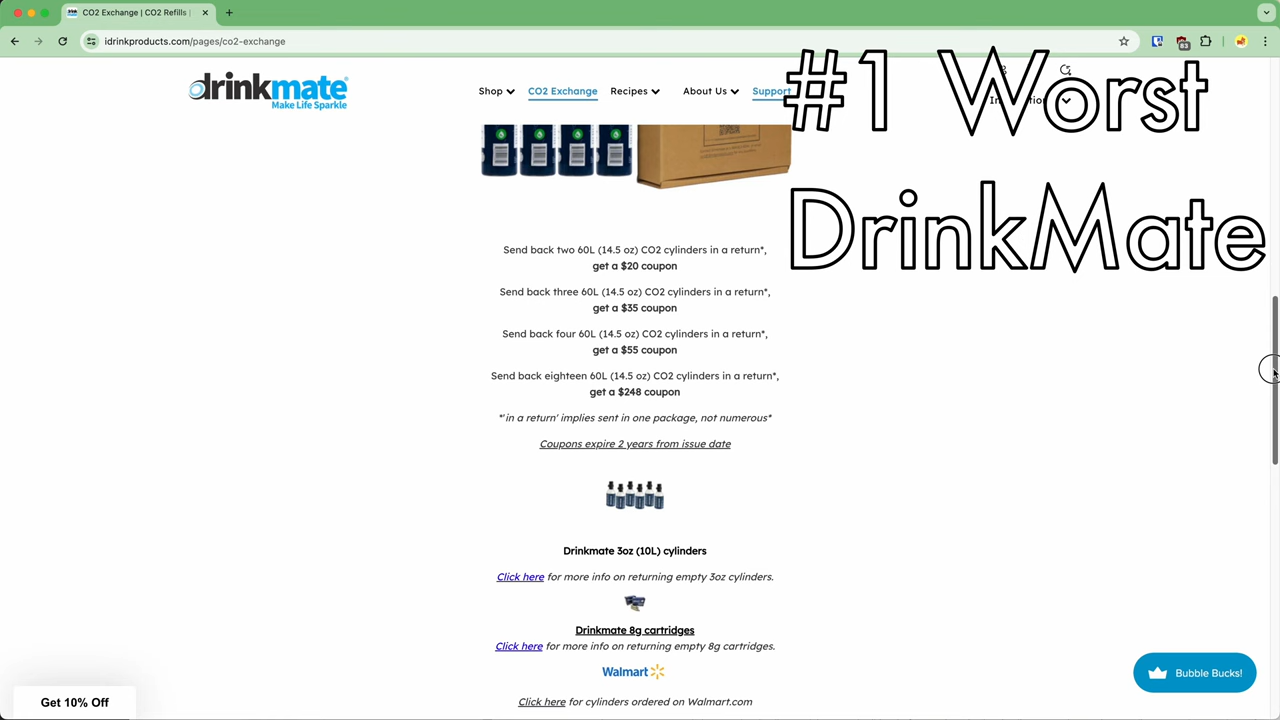 CO2 Exchange | CO2 Refills |
idrinkproducts.com/pages/co2-exchange
83
drinkmate
Make Life Sparkle
Shop
CO2 Exchange
Recipes
About Us
Support
#1 Worst
DrinkMate
Send back two 60L (14.5 oz) CO2 cylinders in a return*,
get a $20 coupon
Send back three 60L (14.5 oz) CO2 cylinders in a return*,
get a $35 coupon
Send back four 60L (14.5 oz) CO2 cylinders in a return*,
get a $55 coupon
Send back eighteen 60L (14.5 oz) CO2 cylinders in a return*,
get a $248 coupon
*'in a return' implies sent in one package, not numerous*
Coupons expire 2 years from issue date
Drinkmate 3oz (10L) cylinders
Click here for more info on returning empty 3oz cylinders.
Drinkmate 8g cartridges
Click here for more info on returning empty 8g cartridges.
Walmart
Click here for cylinders ordered on Walmart.com
Get 10% Off
Bubble Bucks!